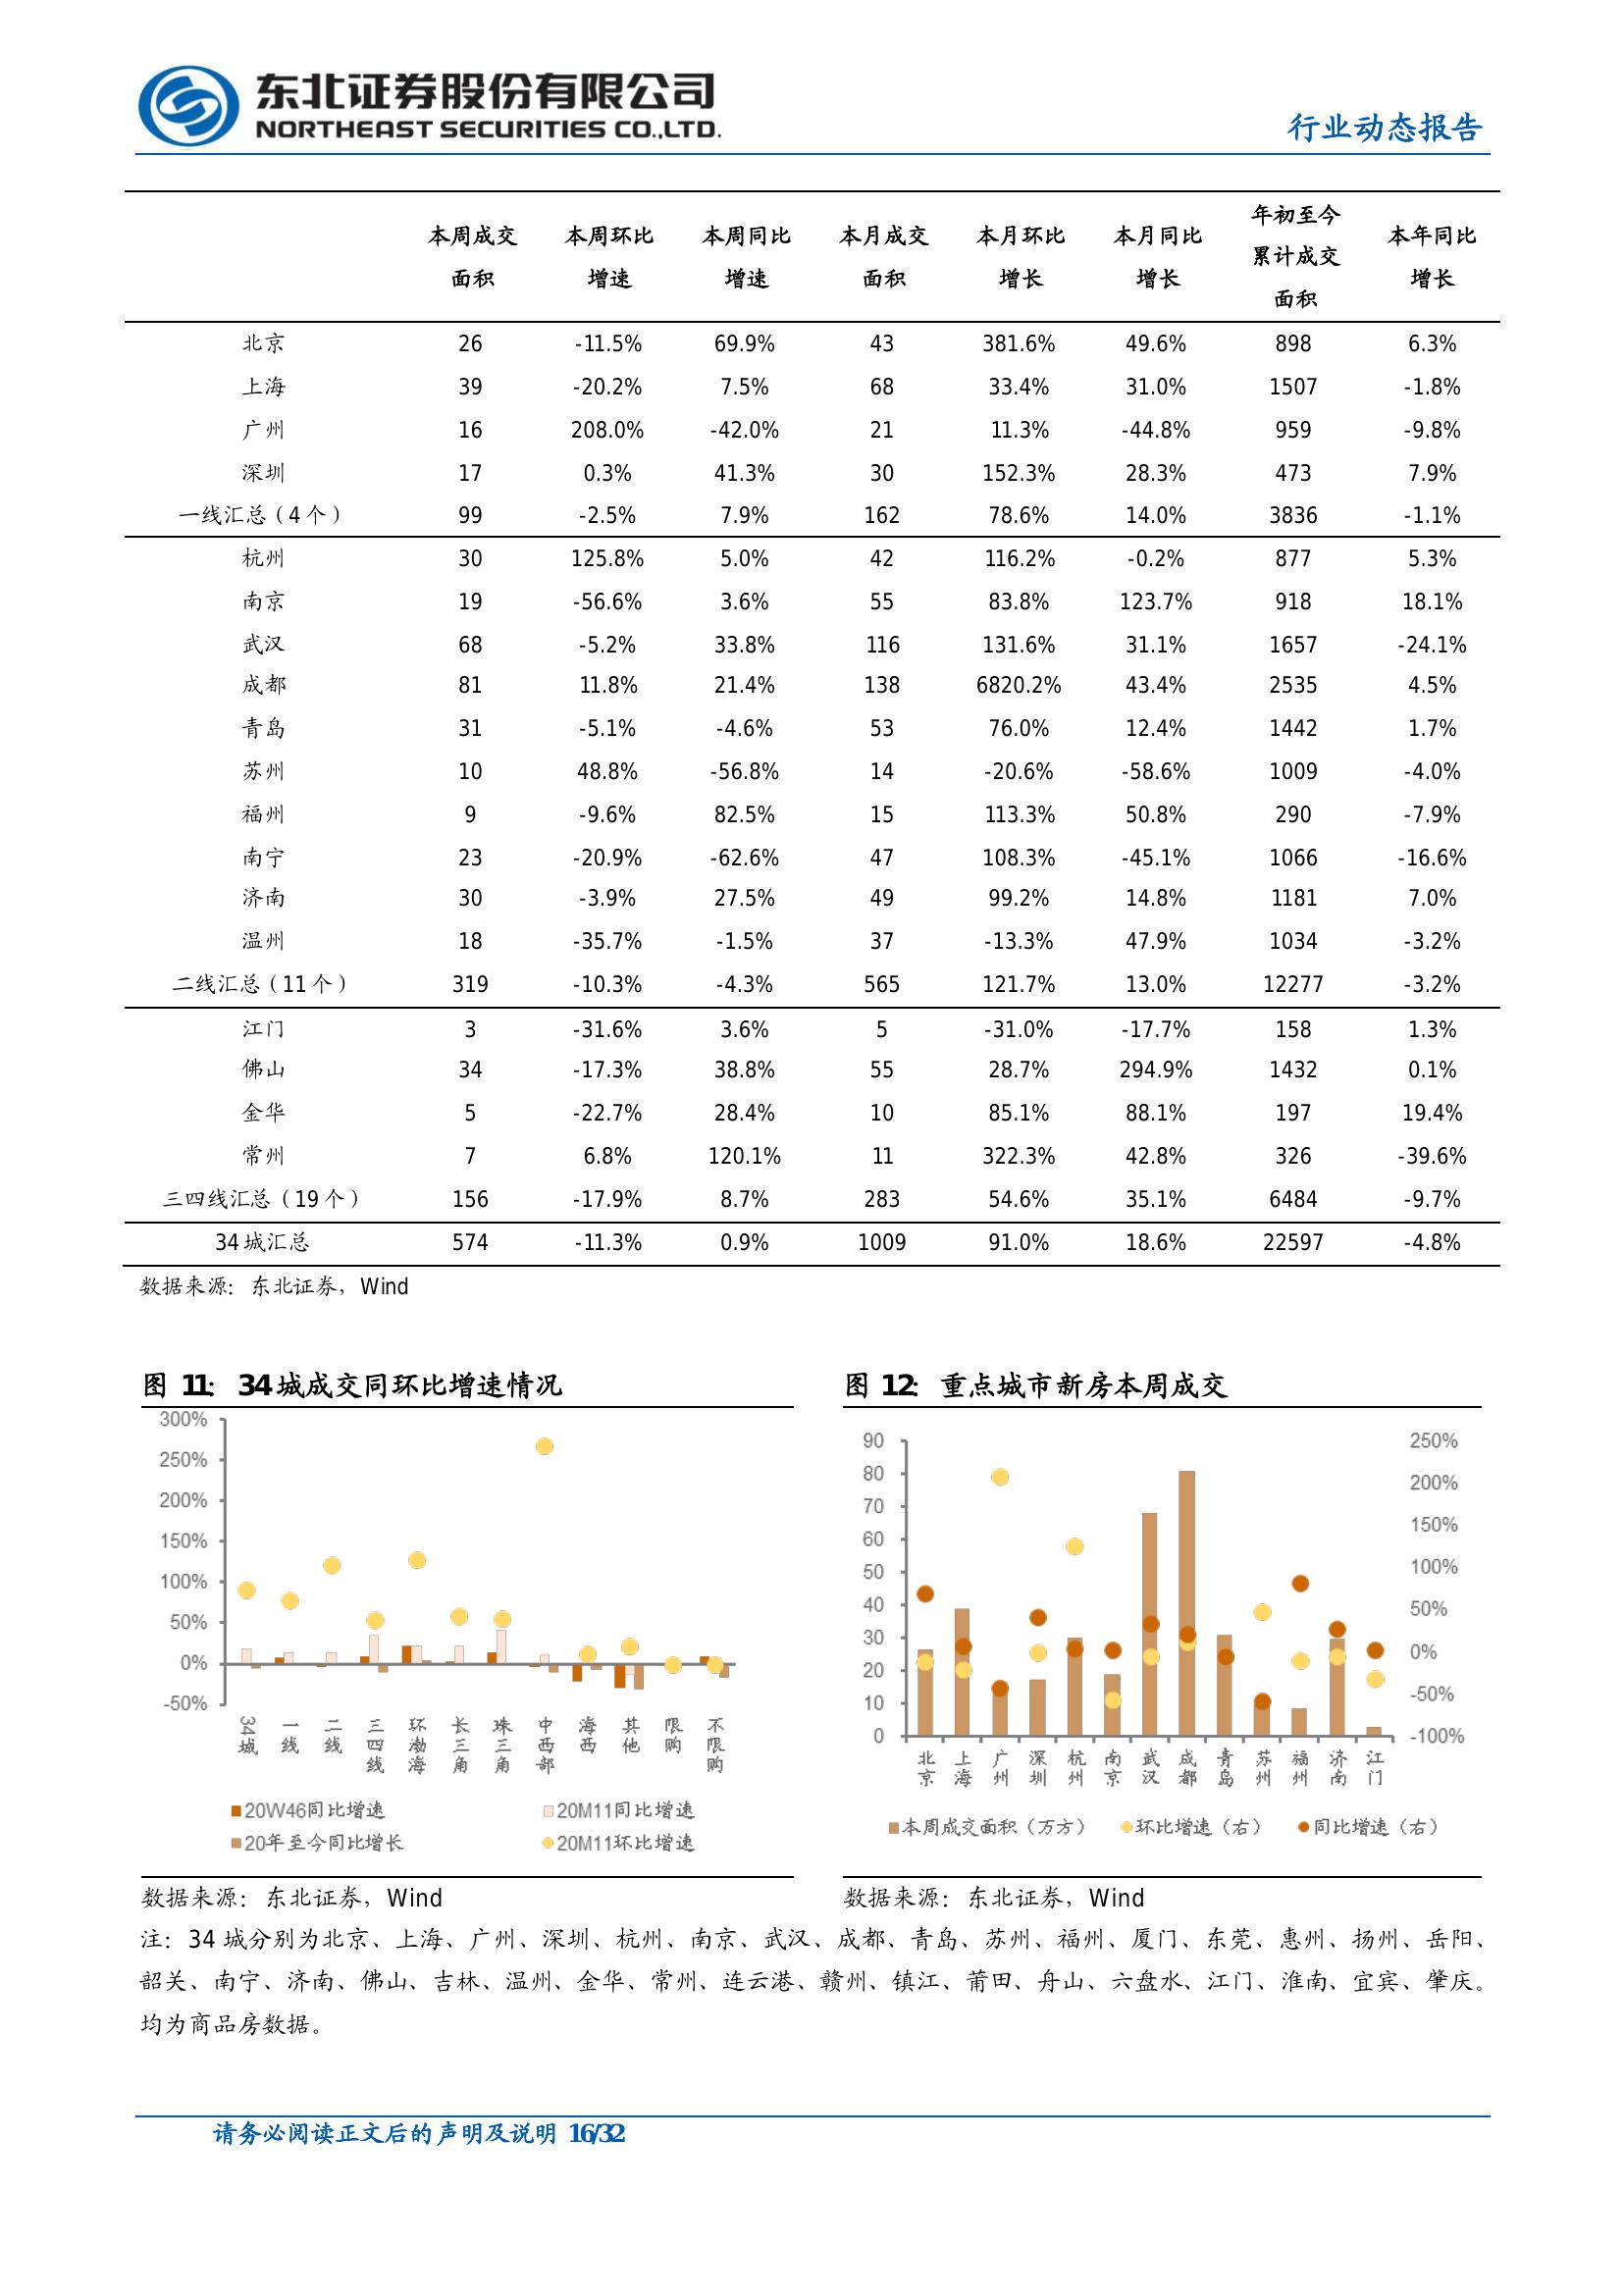 东北证券股份有限公司
NORTHEAST SECURITIES CO.,LTD.
行业动态报告
本周成交面积 本周环比增速 本周同比增速 本月成交面积 本月环比增长 本月同比增长 年初至今累计成交面积 本年同比增长
北京 26 -11.5% 69.9% 43 381.6% 49.6% 898 6.3%
上海 39 -20.2% 7.5% 68 33.4% 31.0% 1507 -1.8%
广州 16 208.0% -42.0% 21 11.3% -44.8% 959 -9.8%
深圳 17 0.3% 41.3% 30 152.3% 28.3% 473 7.9%
一线汇总（4 个） 99 -2.5% 7.9% 162 78.6% 14.0% 3836 -1.1%
杭州 30 125.8% 5.0% 42 116.2% -0.2% 877 5.3%
南京 19 -56.6% 3.6% 55 83.8% 123.7% 918 18.1%
武汉 68 -5.2% 33.8% 116 131.6% 31.1% 1657 -24.1%
成都 81 11.8% 21.4% 138 6820.2% 43.4% 2535 4.5%
青岛 31 -5.1% -4.6% 53 76.0% 12.4% 1442 1.7%
苏州 10 48.8% -56.8% 14 -20.6% -58.6% 1009 -4.0%
福州 9 -9.6% 82.5% 15 113.3% 50.8% 290 -7.9%
南宁 23 -20.9% -62.6% 47 108.3% -45.1% 1066 -16.6%
济南 30 -3.9% 27.5% 49 99.2% 14.8% 1181 7.0%
温州 18 -35.7% -1.5% 37 -13.3% 47.9% 1034 -3.2%
二线汇总（11 个） 319 -10.3% -4.3% 565 121.7% 13.0% 12277 -3.2%
江门 3 -31.6% 3.6% 5 -31.0% -17.7% 158 1.3%
佛山 34 -17.3% 38.8% 55 28.7% 294.9% 1432 0.1%
金华 5 -22.7% 28.4% 10 85.1% 88.1% 197 19.4%
常州 7 6.8% 120.1% 11 322.3% 42.8% 326 -39.6%
三四线汇总（19 个） 156 -17.9% 8.7% 283 54.6% 35.1% 6484 -9.7%
34 城汇总 574 -11.3% 0.9% 1009 91.0% 18.6% 22597 -4.8%
数据来源：东北证券，Wind
图 11： 34 城成交同环比增速情况
300%
250%
200%
150%
100%
50%
0%
-50%
34城 一线 二线 三四线 环渤海 长三角 珠三角 中西部 海西 其他 限购 不限购
20W46同比增速 20M11同比增速
20年至今同比增长 20M11环比增速
数据来源：东北证券，Wind
图 12： 重点城市新房本周成交
90
80
70
60
50
40
30
20
10
0
250%
200%
150%
100%
50%
0%
-50%
-100%
北京 上海 广州 深圳 杭州 南京 武汉 成都 青岛 苏州 福州 济南 江门
本周成交面积（万方） 环比增速（右） 同比增速（右）
数据来源：东北证券，Wind
注：34 城分别为北京、上海、广州、深圳、杭州、南京、武汉、成都、青岛、苏州、福州、厦门、东莞、惠州、扬州、岳阳、
韶关、南宁、济南、佛山、吉林、温州、金华、常州、连云港、赣州、镇江、莆田、舟山、六盘水、江门、淮南、宜宾、肇庆。
均为商品房数据。
请务必阅读正文后的声明及说明 16/32